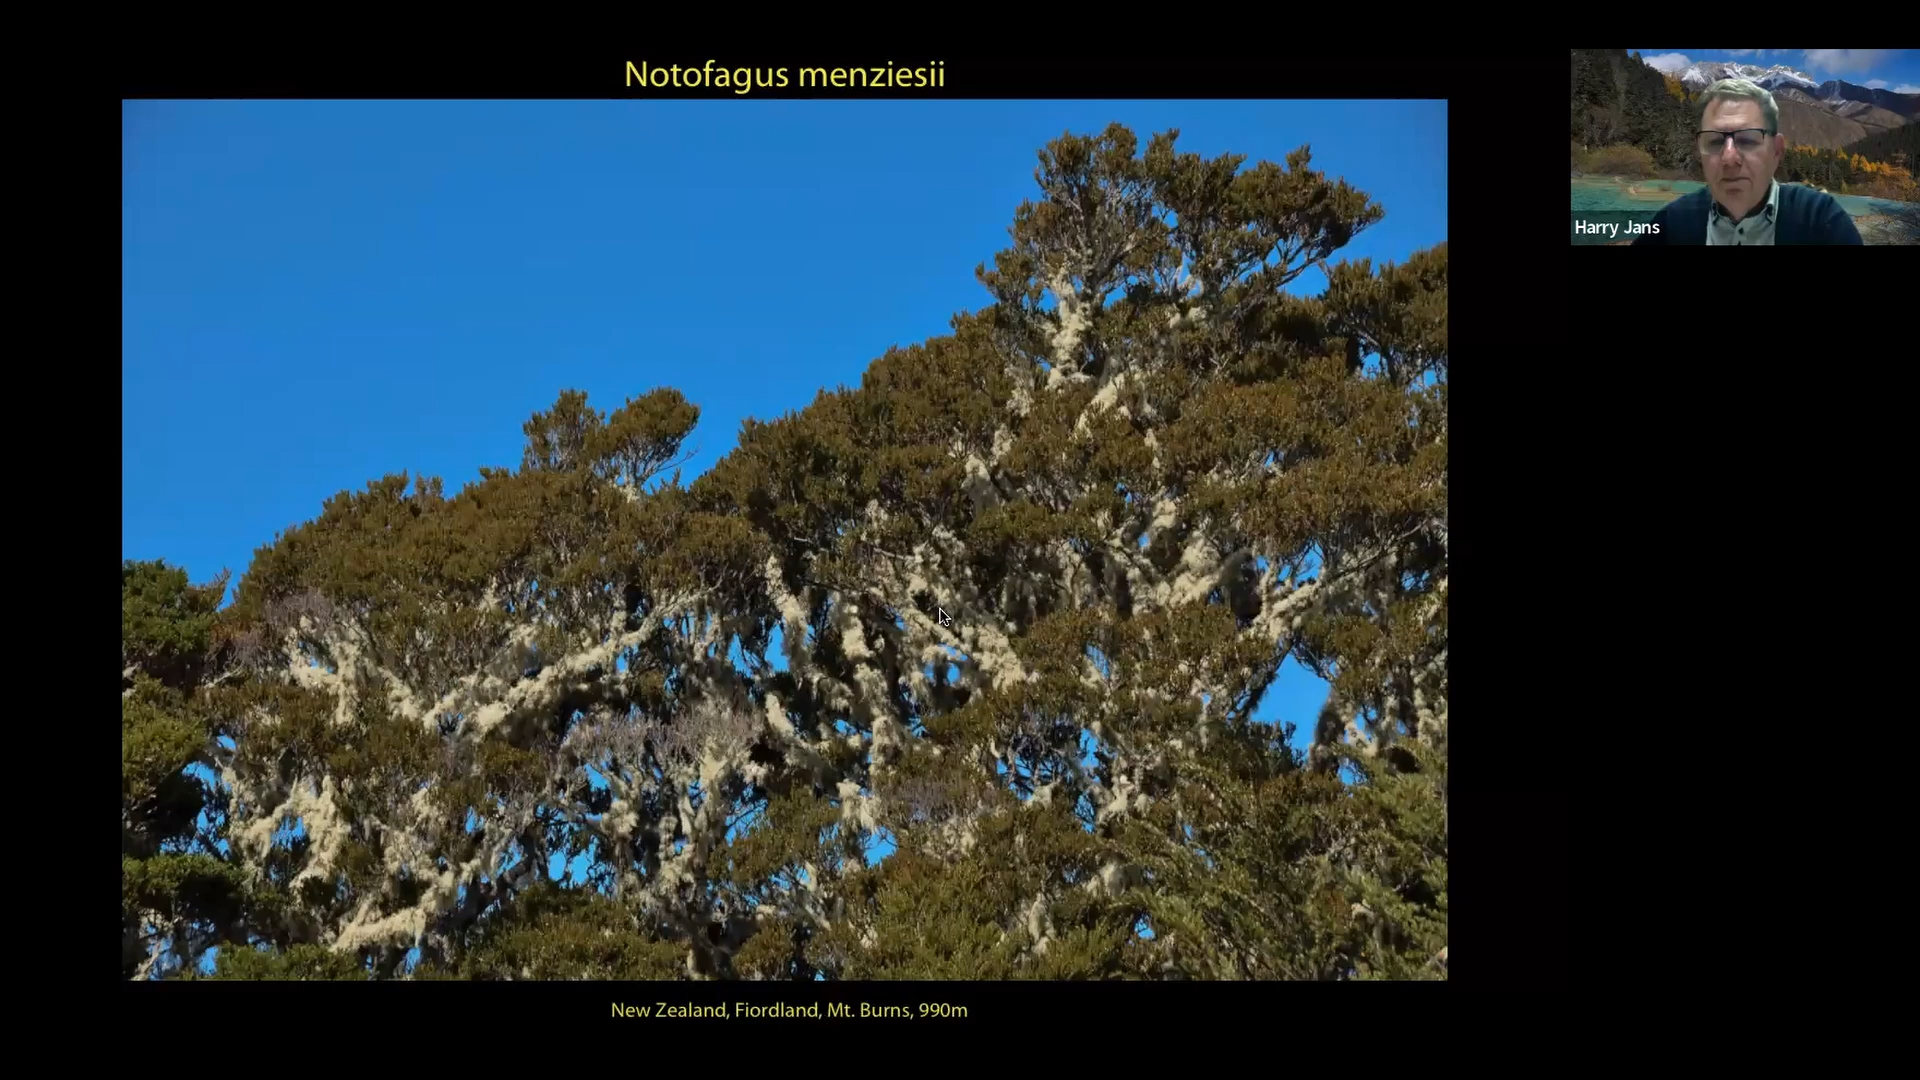 Notofagus menziesii
Harry Jans
New Zealand, Fiordland, Mt. Burns, 990m